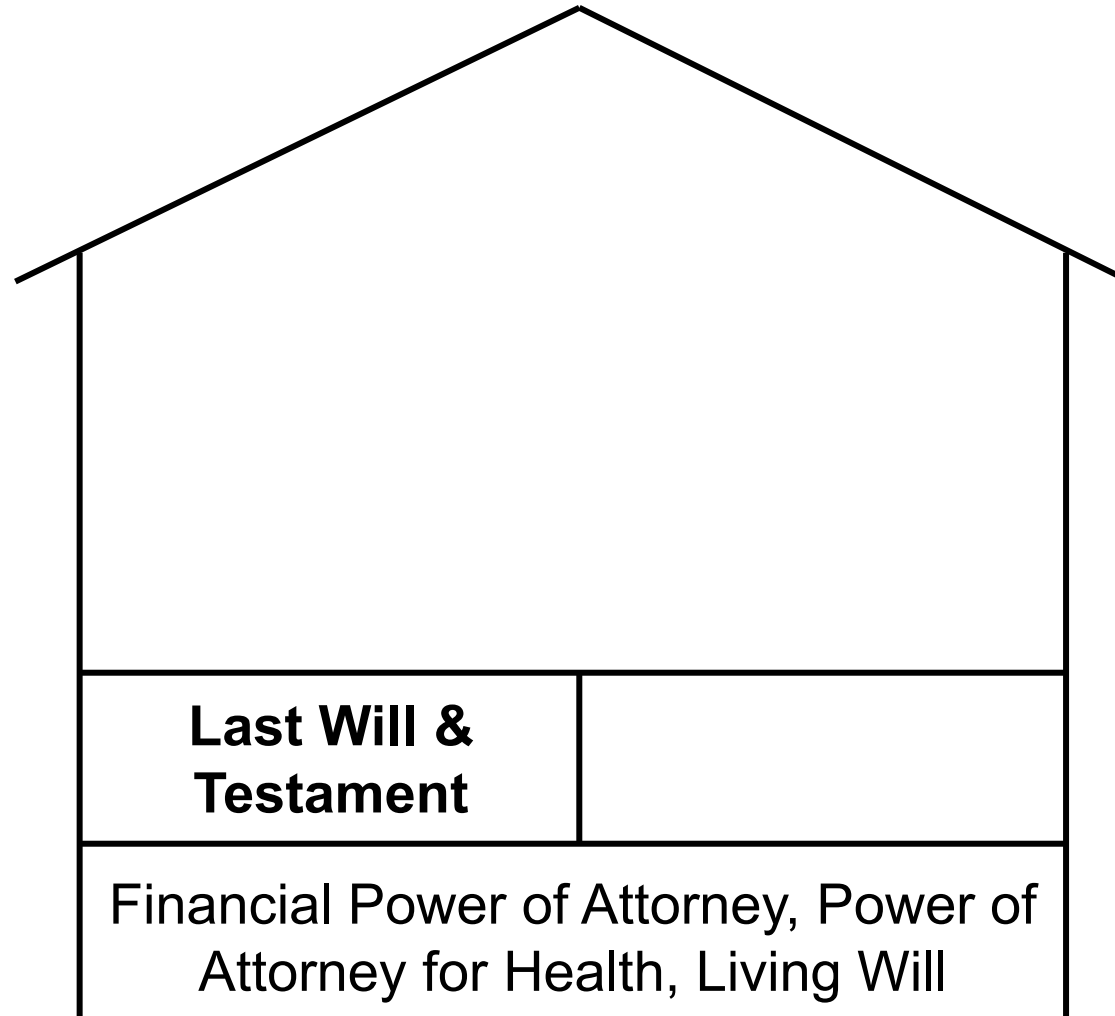 Last Will &
Testament
Financial Power of Attorney, Power of
Attorney for Health, Living Will